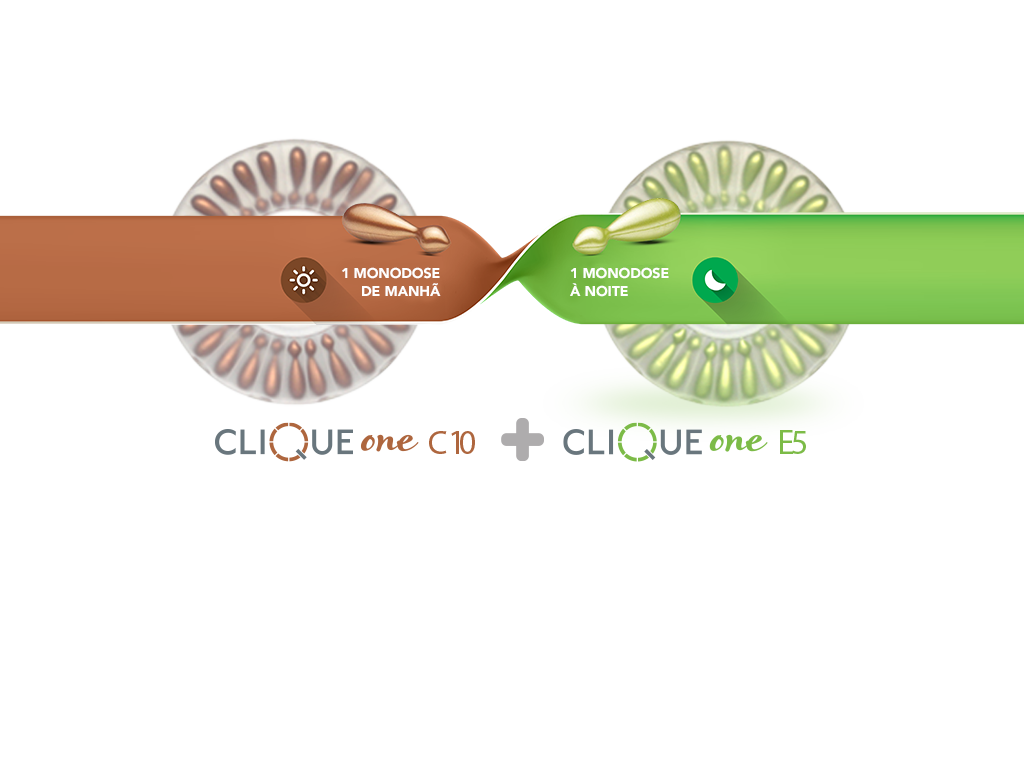 1 MONODOSE
DE MANHÃ
1 MONODOSE
À NOITE
CLIQUE one C10
+
CLIQUE one E5